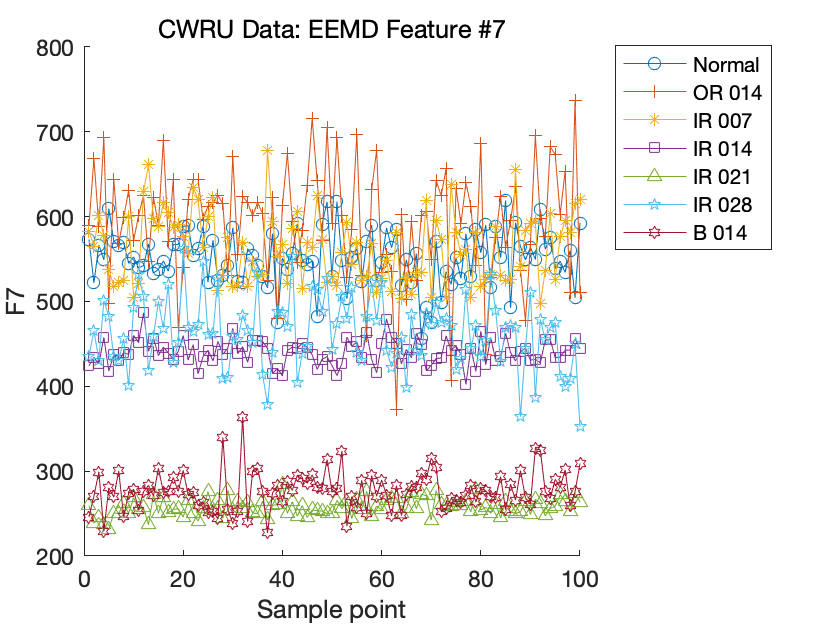 CWRU Data: EEMD Feature #7
800
700
600
500
400
300
200
F7
0
20
40
60
80
100
Sample point
Normal
OR 014
IR 007
IR 014
IR 021
IR 028
B 014